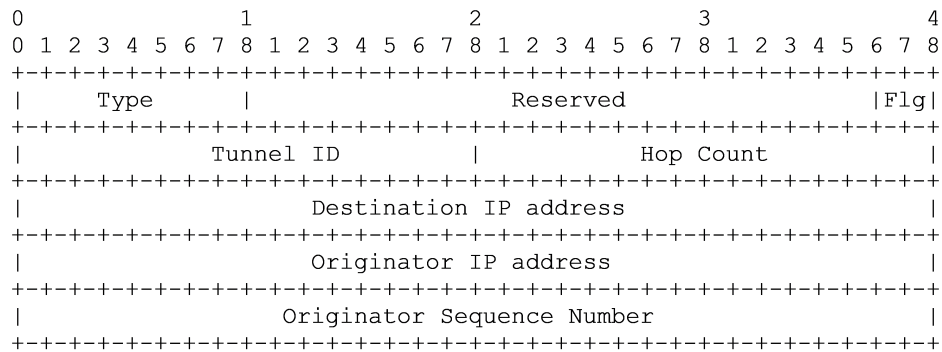 0               1               2               3               4
0 1 2 3 4 5 6 7 8 1 2 3 4 5 6 7 8 1 2 3 4 5 6 7 8 1 2 3 4 5 6 7 8
+-+-+-+-+-+-+-+-+-+-+-+-+-+-+-+-+-+-+-+-+-+-+-+-+-+-+-+-+-+-+-+-+
|     Type      |                  Reserved                 |Flg|
+-+-+-+-+-+-+-+-+-+-+-+-+-+-+-+-+-+-+-+-+-+-+-+-+-+-+-+-+-+-+-+-+
|             Tunnel ID         |           Hop Count           |
+-+-+-+-+-+-+-+-+-+-+-+-+-+-+-+-+-+-+-+-+-+-+-+-+-+-+-+-+-+-+-+-+
|                    Destination IP address                     |
+-+-+-+-+-+-+-+-+-+-+-+-+-+-+-+-+-+-+-+-+-+-+-+-+-+-+-+-+-+-+-+-+
|                    Originator IP address                      |
+-+-+-+-+-+-+-+-+-+-+-+-+-+-+-+-+-+-+-+-+-+-+-+-+-+-+-+-+-+-+-+-+
|                  Originator Sequence Number                   |
+-+-+-+-+-+-+-+-+-+-+-+-+-+-+-+-+-+-+-+-+-+-+-+-+-+-+-+-+-+-+-+-+